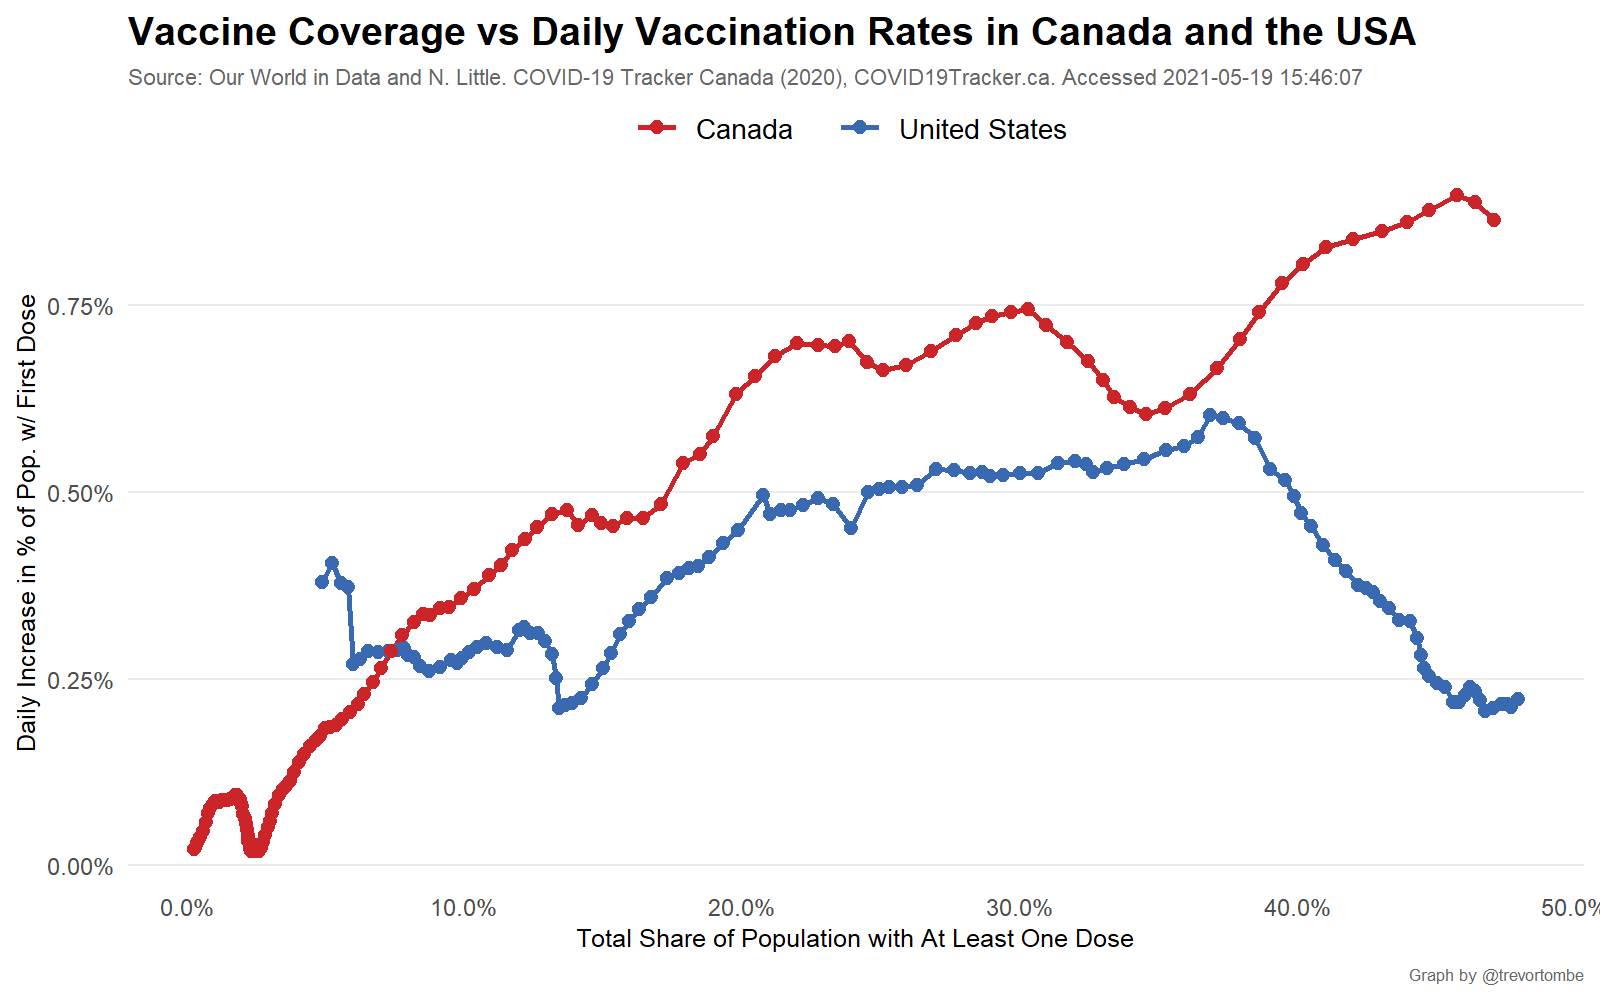 Vaccine Coverage vs Daily Vaccination Rates in Canada and the USA
Source: Our World in Data and N. Little. COVID-19 Tracker Canada (2020), COVID19Tracker.ca. Accessed 2021-05-19 15:46:07
Canada United States
Daily Increase in % of Pop. w/ First Dose
0.75%
0.50%
0.25%
0.00%
0.0% 10.0% 20.0% 30.0% 40.0% 50.0%
Total Share of Population with At Least One Dose
Graph by @trevortombe